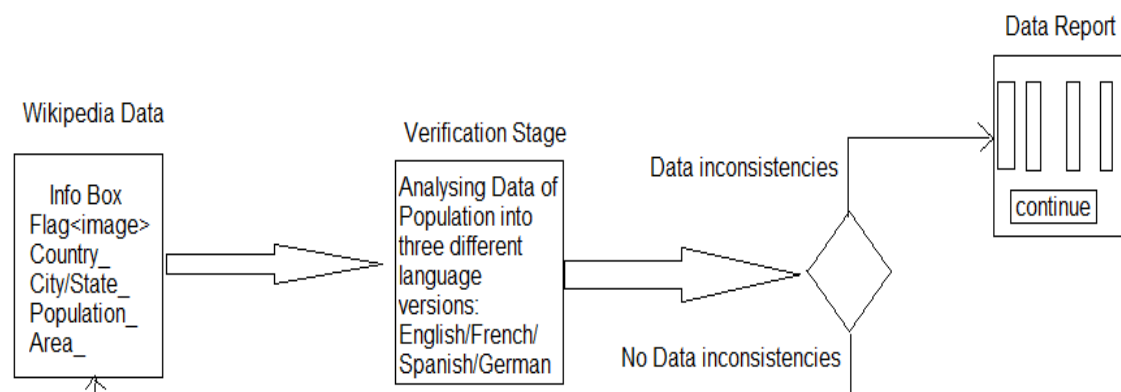 Wikipedia Data
Info Box
Flag<image>
Country_
City/State_
Population_
Area_
Verification Stage
Analysing Data of
Population into
three different
language
versions:
English/French/
Spanish/German
Data inconsistencies
No Data inconsistencies
Data Report
continue